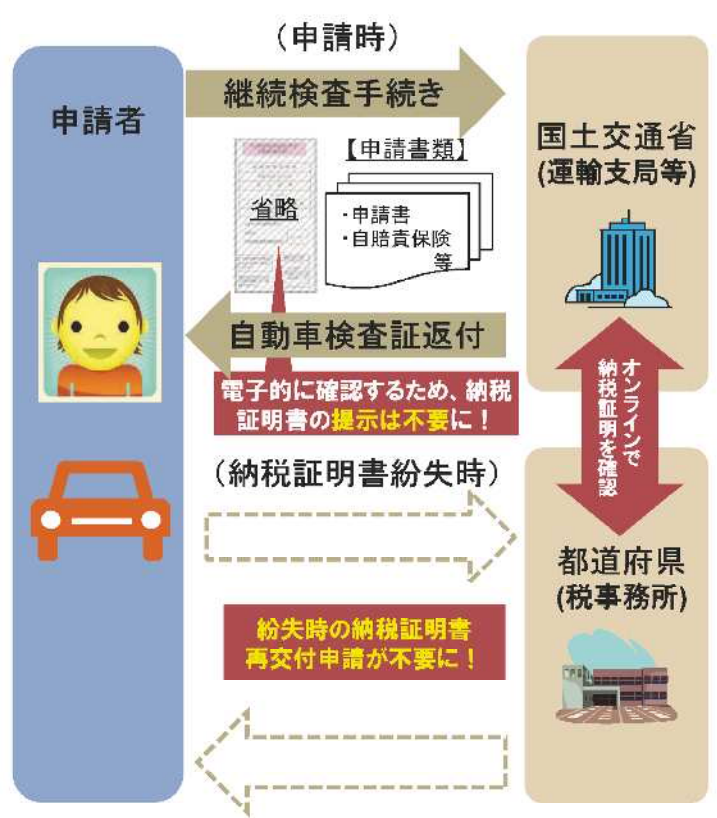 (申請時)
継続検査手続き
申請者
国土交通省
(運輸支局等)
【申請書類】
省略
・申請書
・自賠責保険
等
自動車検査証返付
電子的に確認するため、納税
証明書の提示は不要に！
オンラインで
納税証明を確認
(納税証明書紛失時)
都道府県
(税事務所)
紛失時の納税証明書
再交付申請が不要に！